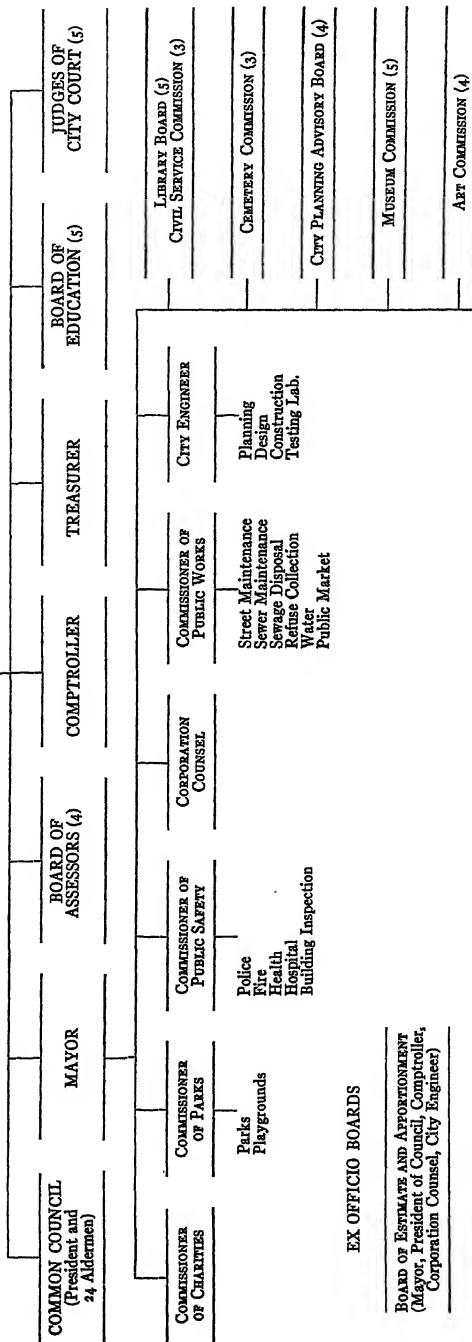 COMMON COUNCIL
(President and
24 Aldermen)
MAYOR
BOARD OF
ASSESSORS (4)
COMPTROLLER
TREASURER
BOARD OF
EDUCATION (5)
JUDGES OF
CITY COURT (5)
COMMISSIONER
OF CHARITIES
COMMISSIONER
OF PARKS
Parks
Playgrounds
COMMISSIONER OF
PUBLIC SAFETY
Police
Fire
Health
Hospital
Building Inspection
CORPORATION
COUNSEL
COMMISSIONER OF
PUBLIC WORKS
Street Maintenance
Sewer Maintenance
Sewage Disposal
Refuse Collection
Water
Public Market
CITY ENGINEER
Planning
Design
Construction
Testing Lab.
LIBRARY BOARD (5)
CIVIL SERVICE COMMISSION (3)
CEMETERY COMMISSION (3)
CITY PLANNING ADVISORY BOARD (4)
MUSEUM COMMISSION (5)
ART COMMISSION (4)
EX OFFICIO BOARDS
BOARD OF ESTIMATE AND APPORTIONMENT
(Mayor, President of Council, Comptroller,
Corporation Counsel, City Engineer)